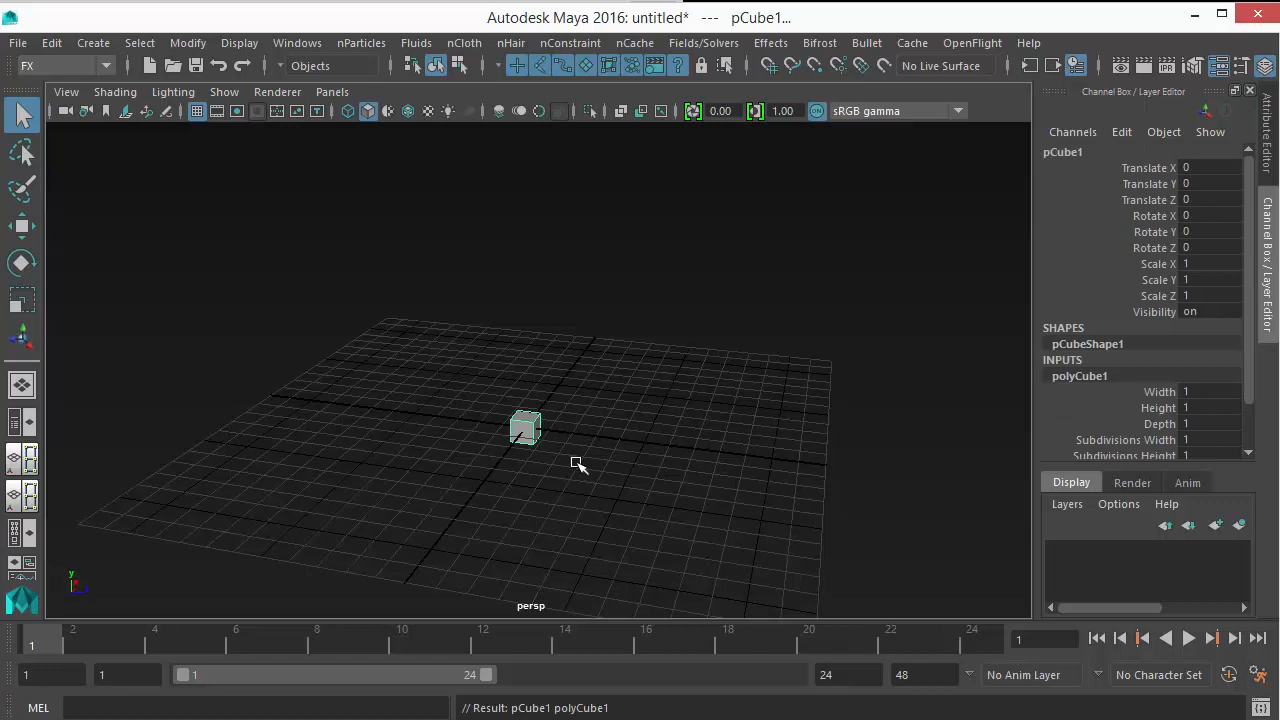 Autodesk Maya 2016: untitled* --- pCube1...
File Edit Create Select Modify Display Windows nParticles Fluids nCloth nHair nConstraint nCache Fields/Solvers Effects Bifrost Bullet Cache OpenFlight Help
FX Objects No Live Surface IPR
View Shading Lighting Show Renderer Panels
Channel Box / Layer Editor
0.00 1.00 ON sRGB gamma
Channels Edit Object Show
pCube1
Translate X 0
Translate Y 0
Translate Z 0
Rotate X 0
Rotate Y 0
Rotate Z 0
Scale X 1
Scale Y 1
Scale Z 1
Visibility on
SHAPES
pCubeShape1
INPUTS
polyCube1
Width 1
Height 1
Depth 1
Subdivisions Width 1
Subdivisions Height 1
Attribute Editor
Channel Box / Layer Editor
Display Render Anim
Layers Options Help
y
persp
1 2 4 6 8 10 12 14 16 18 20 22 24 1
1 1 1 24 24 48 No Anim Layer No Character Set
MEL // Result: pCube1 polyCube1